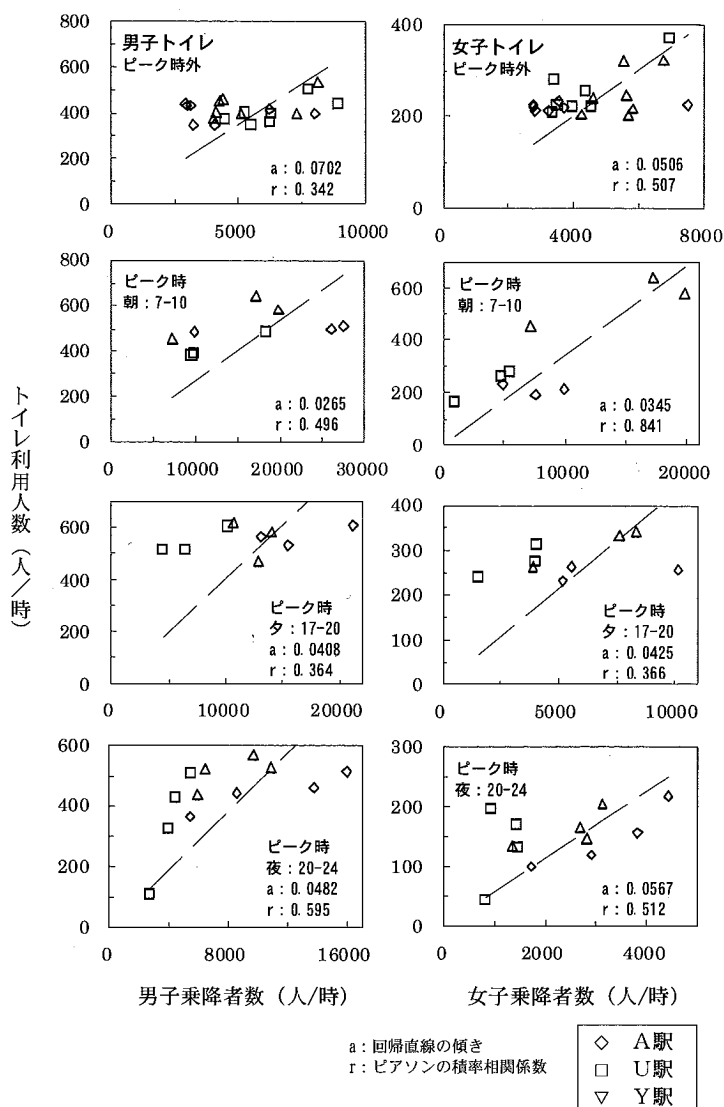 男子トイレ
ピーク時外
800
600
400
200
0
0
5000
10000
a : 0.0702
r : 0.342
女子トイレ
ピーク時外
400
200
0
0
4000
8000
a : 0.0506
r : 0.507
ピーク時
朝 : 7-10
800
600
400
200
0
0
10000
20000
30000
a : 0.0265
r : 0.496
ピーク時
朝 : 7-10
600
400
200
0
0
10000
20000
a : 0.0345
r : 0.841
ピーク時
夕 : 17-20
a : 0.0408
r : 0.364
600
400
200
0
0
10000
20000
ピーク時
夕 : 17-20
a : 0.0425
r : 0.366
400
300
200
100
0
0
5000
10000
ピーク時
夜 : 20-24
a : 0.0482
r : 0.595
600
400
200
0
0
8000
16000
ピーク時
夜 : 20-24
a : 0.0567
r : 0.512
300
200
100
0
0
2000
4000
トイレ利用人数(人/時)
男子乗降者数(人/時)
女子乗降者数(人/時)
a : 回帰直線の傾き
r : ピアソンの積率相関係数
◇ A駅
□ U駅
▽ Y駅